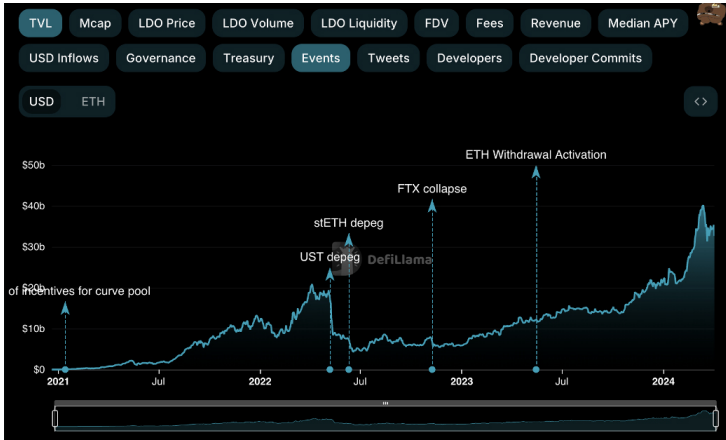 TVL Mcap LDO Price LDO Volume LDO Liquidity FDV Fees Revenue Median APY
USD Inflows Governance Treasury Events Tweets Developers Developer Commits
USD ETH <>
$50b
ETH Withdrawal Activation
$40b
FTX collapse
stETH depeg
$30b
UST depeg
DefiLlama
$20b
of incentives for curve pool
$10b
$0
2021 Jul 2022 Jul 2023 Jul 2024